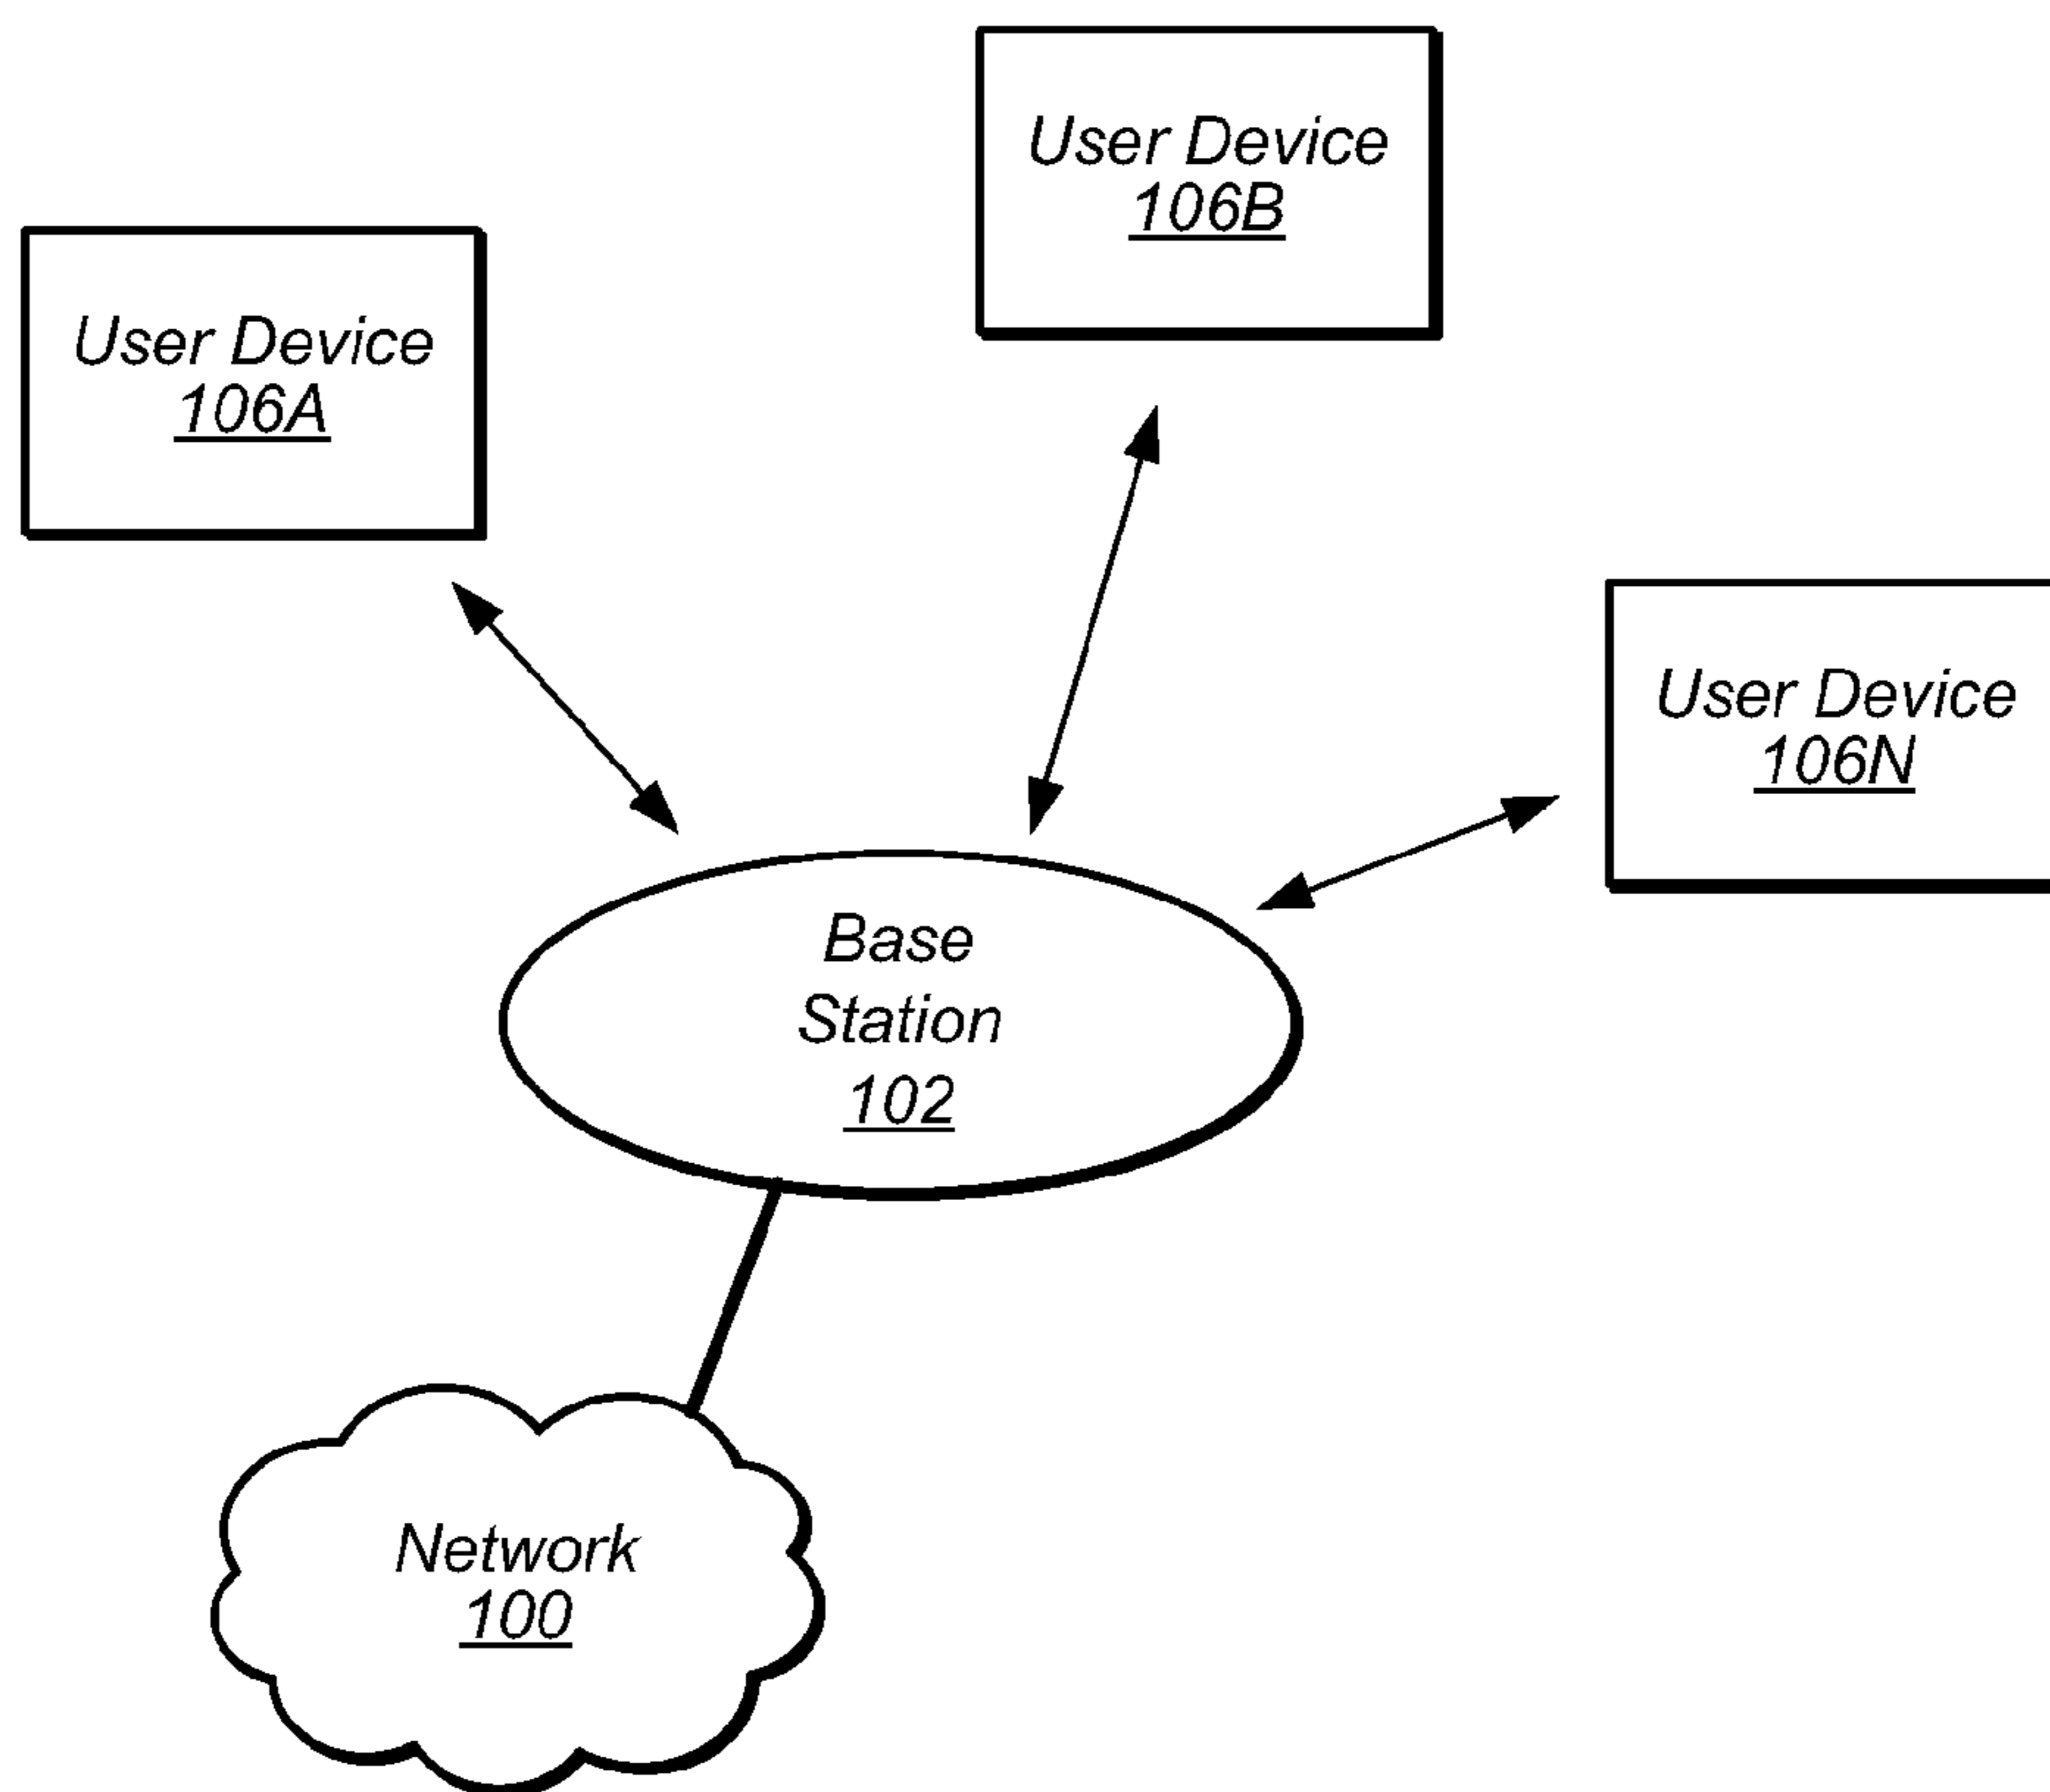 User Device
106B
User Device
106A
User Device
106N
Base
Station
102
Network
100